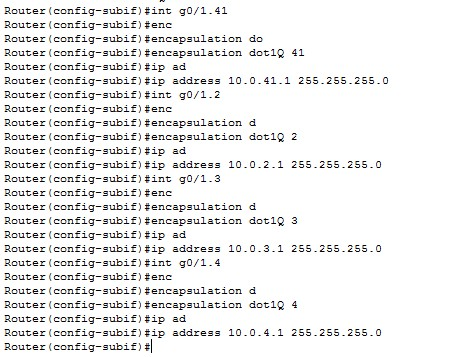 Router(config-subif)#int g0/1.41
Router(config-subif)#enc
Router(config-subif)#encapsulation do
Router(config-subif)#encapsulation dot1Q 41
Router(config-subif)#ip ad
Router(config-subif)#ip address 10.0.41.1 255.255.255.0
Router(config-subif)#int g0/1.2
Router(config-subif)#enc
Router(config-subif)#encapsulation d
Router(config-subif)#encapsulation dot1Q 2
Router(config-subif)#ip ad
Router(config-subif)#ip address 10.0.2.1 255.255.255.0
Router(config-subif)#int g0/1.3
Router(config-subif)#enc
Router(config-subif)#encapsulation d
Router(config-subif)#encapsulation dot1Q 3
Router(config-subif)#ip ad
Router(config-subif)#ip address 10.0.3.1 255.255.255.0
Router(config-subif)#int g0/1.4
Router(config-subif)#enc
Router(config-subif)#encapsulation d
Router(config-subif)#encapsulation dot1Q 4
Router(config-subif)#ip ad
Router(config-subif)#ip address 10.0.4.1 255.255.255.0
Router(config-subif)#